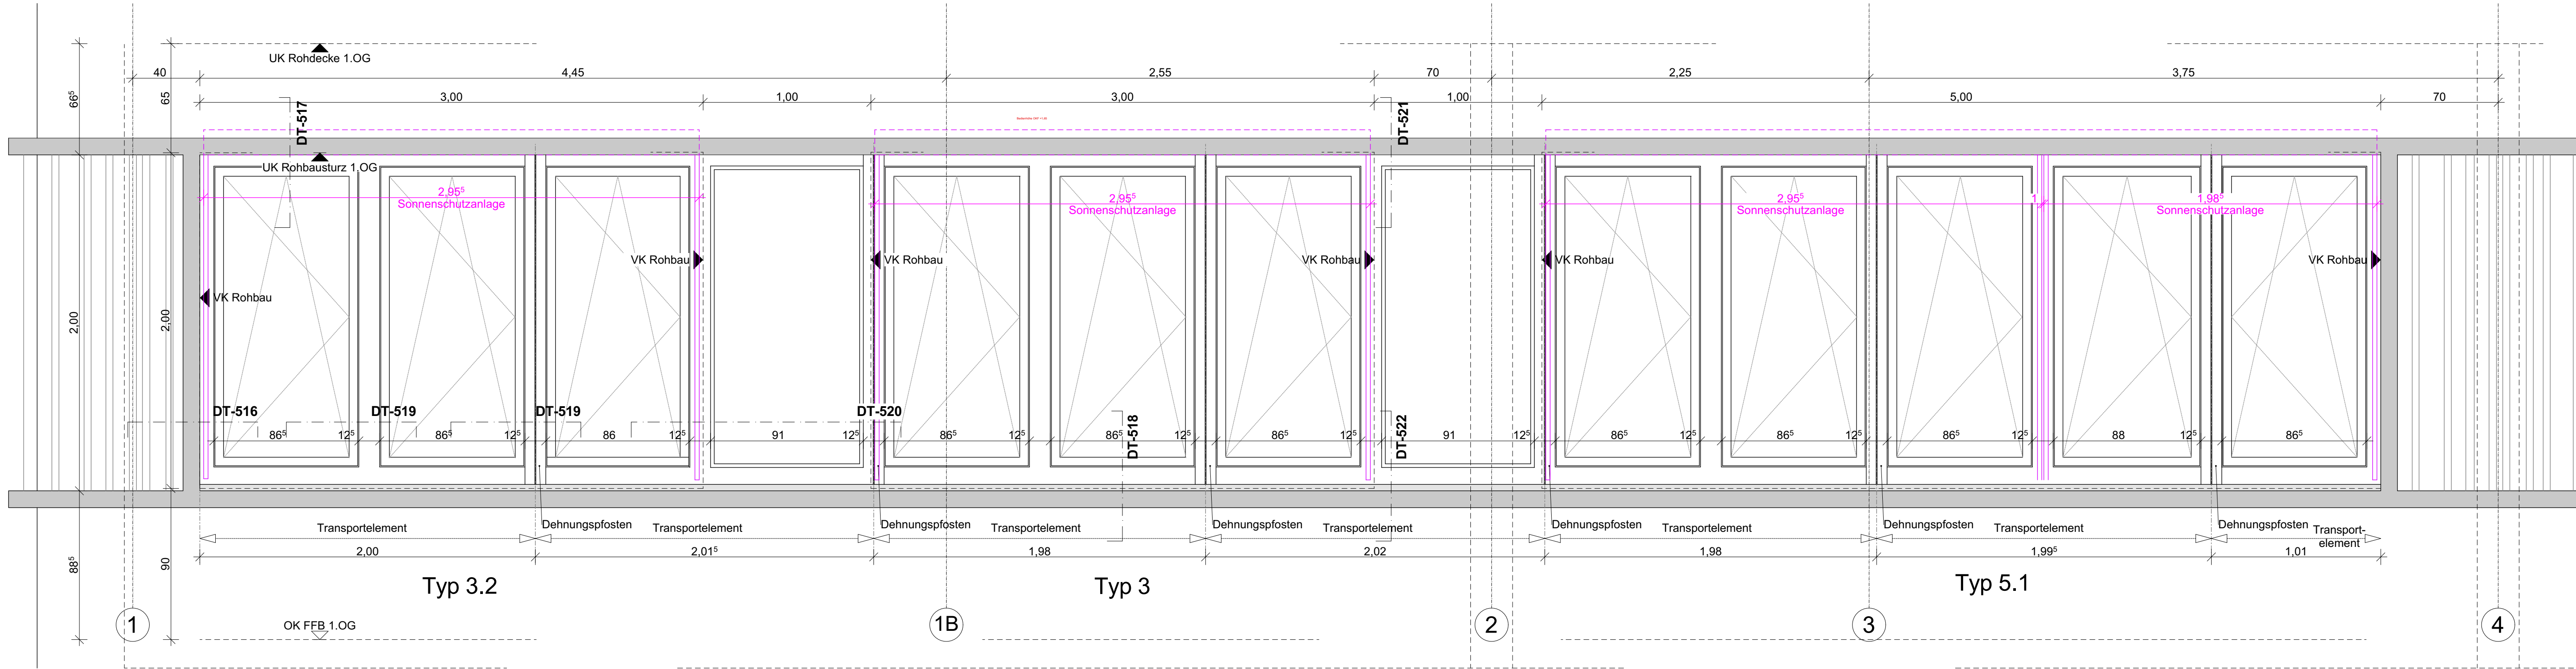 UK Rohdecke 1.OG
40
4,45
2,55
70
2,25
3,75
66⁵
65
3,00
1,00
3,00
1,00
5,00
70
DT-517
DT-521
UK Rohbausturz 1.OG
2,95⁵
Sonnenschutzanlage
2,95⁵
Sonnenschutzanlage
2,95⁵
Sonnenschutzanlage
1
1,98⁵
Sonnenschutzanlage
VK Rohbau
VK Rohbau
VK Rohbau
VK Rohbau
VK Rohbau
VK Rohbau
2,00
2,00
DT-516
DT-519
DT-519
DT-520
DT-518
DT-522
86⁵
12⁵
86⁵
12⁵
86
91
12⁵
86⁵
12⁵
86⁵
86⁵
12⁵
91
12⁵
86⁵
12⁵
86⁵
12⁵
86⁵
12⁵
88
12⁵
86⁵
Transportelement
Dehnungspfosten
Transportelement
Dehnungspfosten
Transportelement
Dehnungspfosten
Transportelement
Dehnungspfosten
Transportelement
Dehnungspfosten
Transportelement
Dehnungspfosten
Transport-
element
88⁵
90
2,00
2,01⁵
1,98
2,02
1,98
1,99⁵
1,01
Typ 3.2
Typ 3
Typ 5.1
OK FFB 1.OG
1
1B
2
3
4